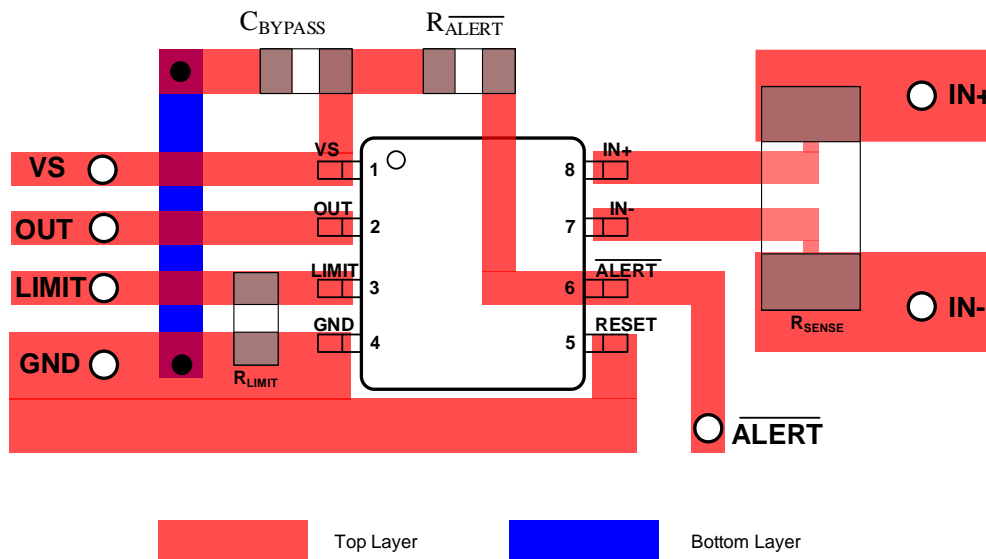 CBYPASS
RALERT
IN+
VS
VS
1
8
IN+
OUT
OUT
2
7
IN-
LIMIT
LIMIT
3
6
ALERT
IN-
RSENSE
GND
GND
4
5
RESET
RLIMIT
ALERT
Top Layer
Bottom Layer